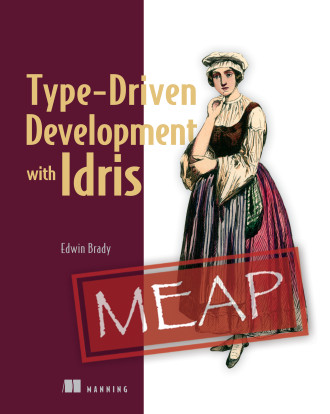 Type-Driven
Development
with Idris
Edwin Brady
MEAP
MANNING